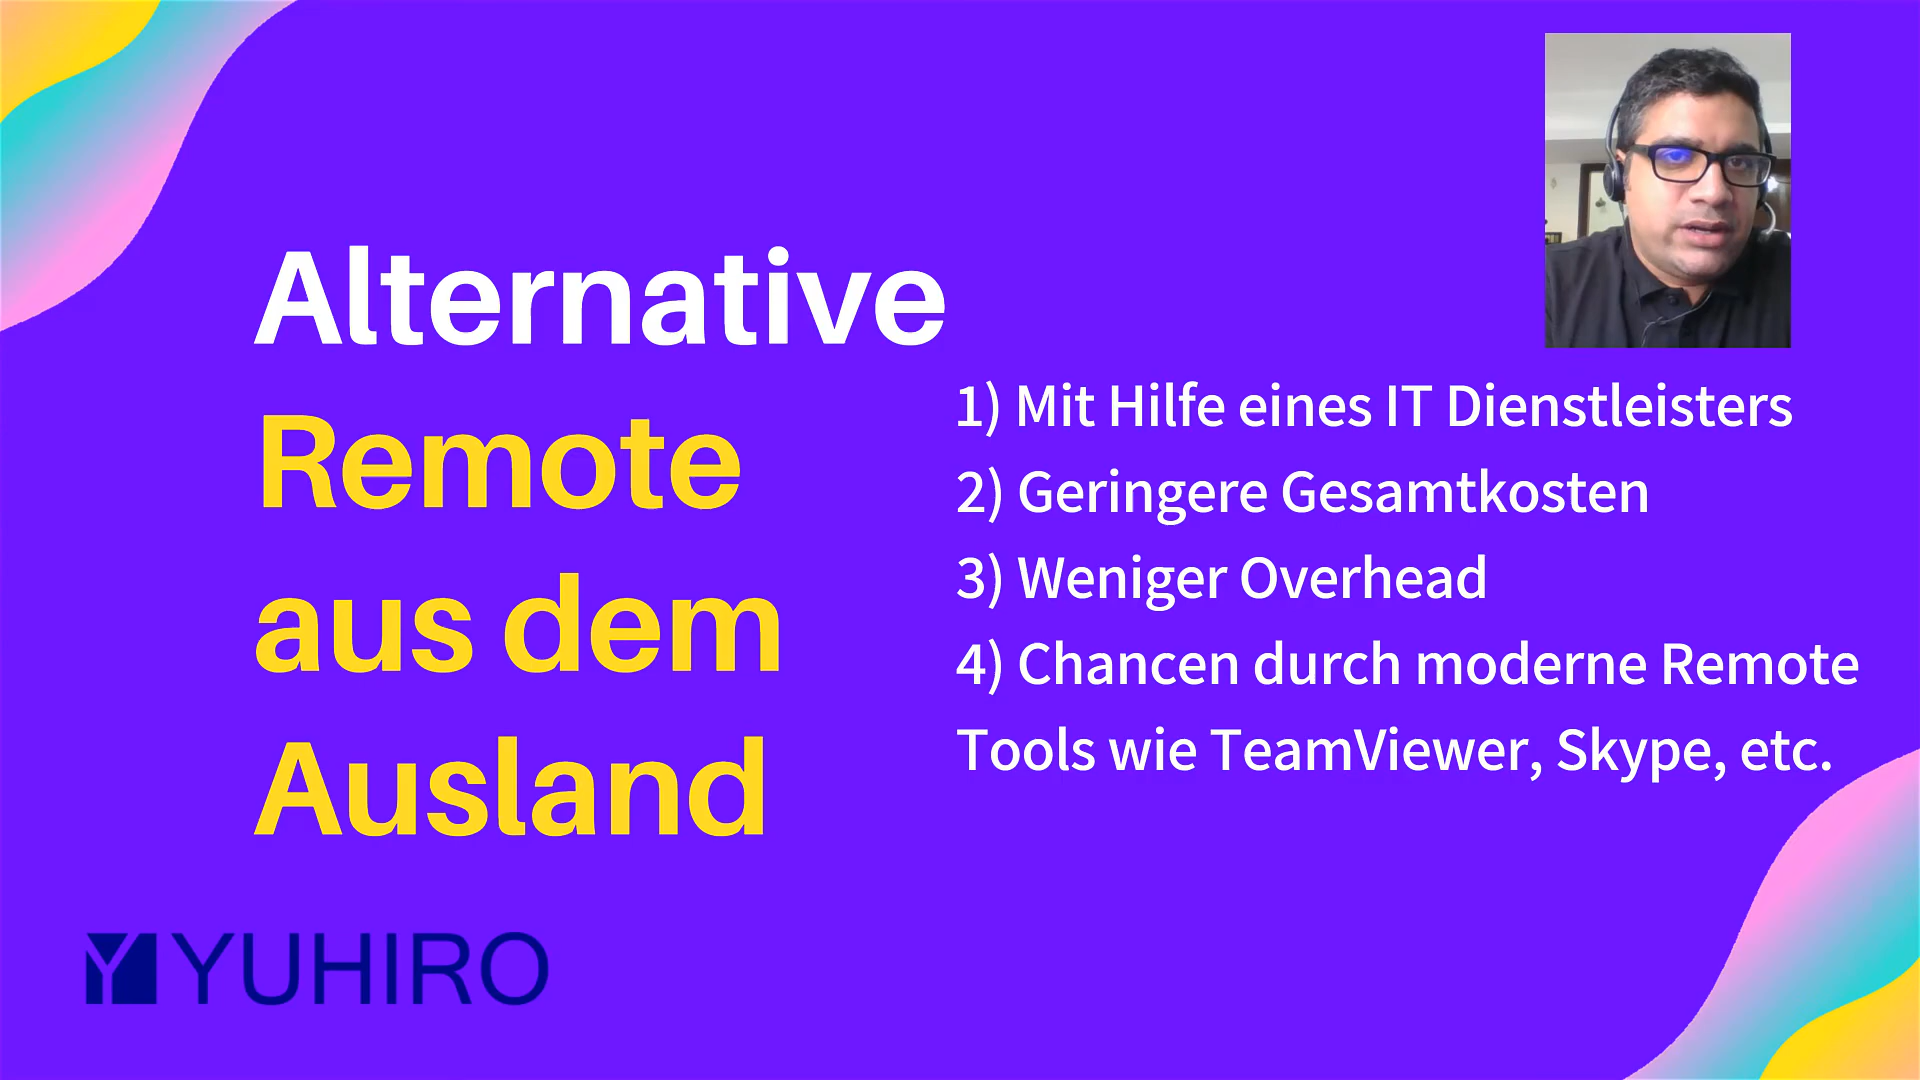 Alternative
Remote
aus dem
Ausland
1) Mit Hilfe eines IT Dienstleisters
2) Geringere Gesamtkosten
3) Weniger Overhead
4) Chancen durch moderne Remote
Tools wie TeamViewer, Skype, etc.
YUHIRO